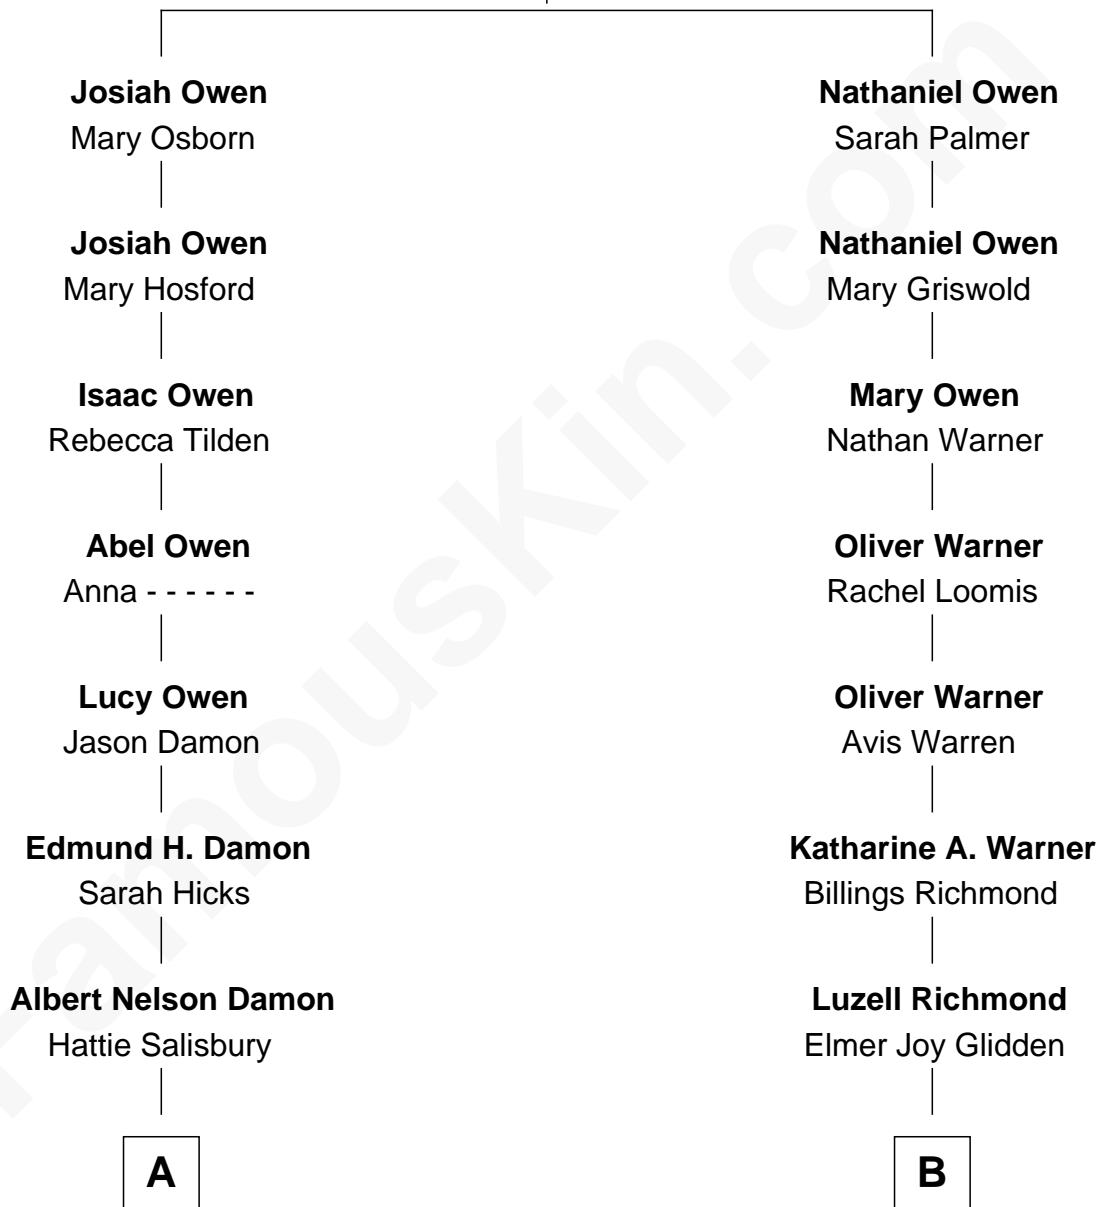 Josiah Owen
Mary Osborn
Josiah Owen
Mary Hosford
Isaac Owen
Rebecca Tilden
Abel Owen
Anna - - - - - -
Lucy Owen
Jason Damon
Edmund H. Damon
Sarah Hicks
Albert Nelson Damon
Hattie Salisbury
A
Nathaniel Owen
Sarah Palmer
Nathaniel Owen
Mary Griswold
Mary Owen
Nathan Warner
Oliver Warner
Rachel Loomis
Oliver Warner
Avis Warren
Katharine A. Warner
Billings Richmond
Luzell Richmond
Elmer Joy Glidden
B
FamousKin.com